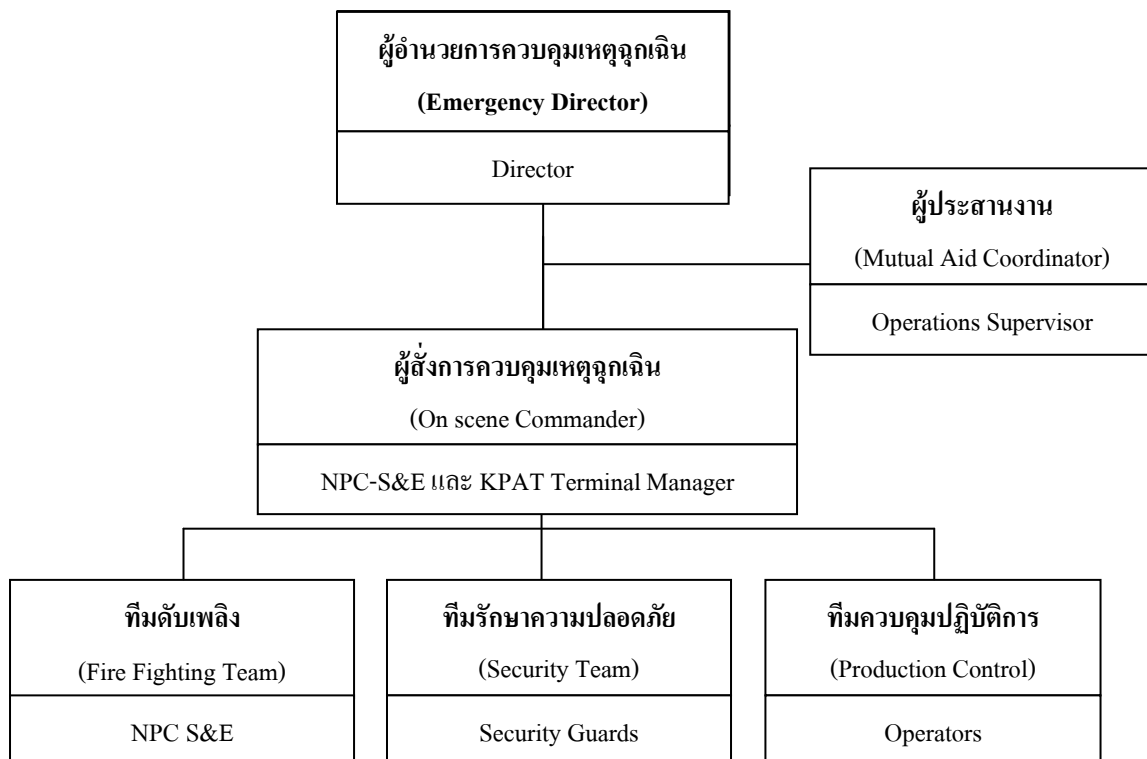 ผู้อำนวยการควบคุมเหตุฉุกเฉิน
(Emergency Director)
Director
ผู้ประสานงาน
(Mutual Aid Coordinator)
Operations Supervisor
ผู้สั่งการควบคุมเหตุฉุกเฉิน
(On scene Commander)
NPC-S&E และ KPAT Terminal Manager
ทีมดับเพลิง
(Fire Fighting Team)
NPC S&E
ทีมรักษาความปลอดภัย
(Security Team)
Security Guards
ทีมควบคุมปฏิบัติการ
(Production Control)
Operators